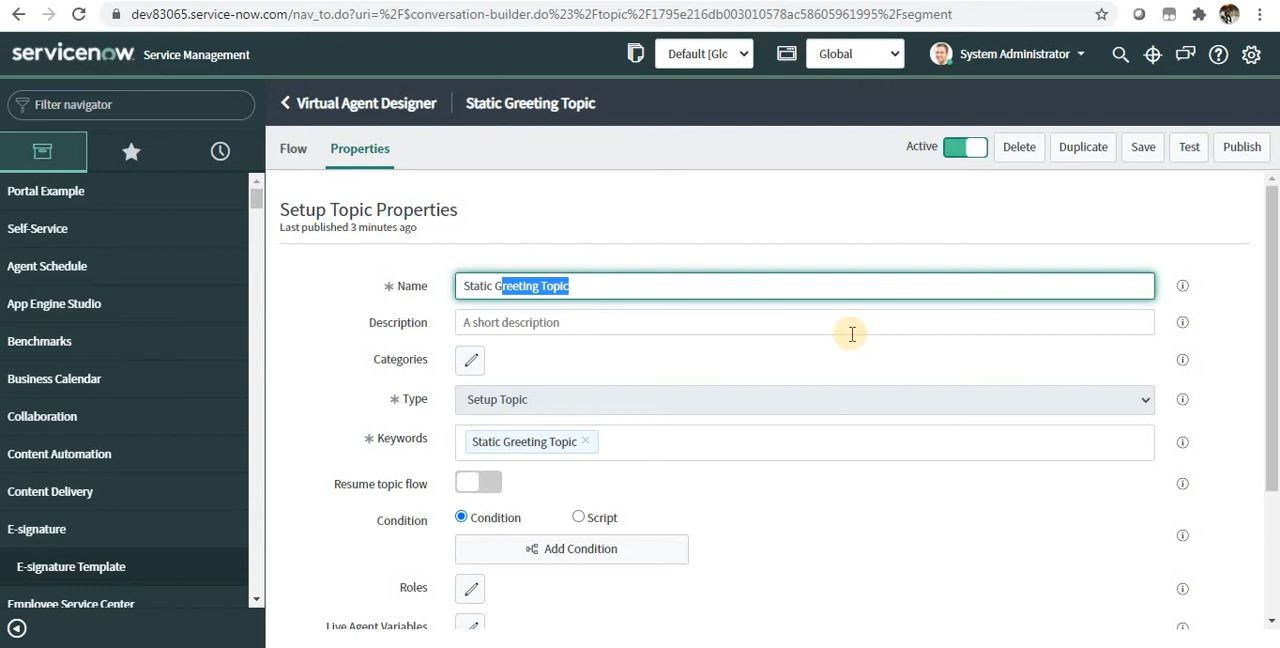 dev83065.service-now.com/nav_to.do?uri=%2F$conversation-builder.do%23%2Ftopic%2F1795e216db003010578ac58605961995%2Fsegment
servicenow Service Management
Default [Glc
Global
System Administrator
Filter navigator
Virtual Agent Designer
Static Greeting Topic
Flow
Properties
Active
Delete
Duplicate
Save
Test
Publish
Portal Example
Self-Service
Agent Schedule
App Engine Studio
Benchmarks
Business Calendar
Collaboration
Content Automation
Content Delivery
E-signature
E-signature Template
Employee Service Center
Setup Topic Properties
Last published 3 minutes ago
* Name
Static Greeting Topic
Description
A short description
Categories
* Type
Setup Topic
* Keywords
Static Greeting Topic ×
Resume topic flow
Condition
Condition
Script
Add Condition
Roles
Live Agent Variables